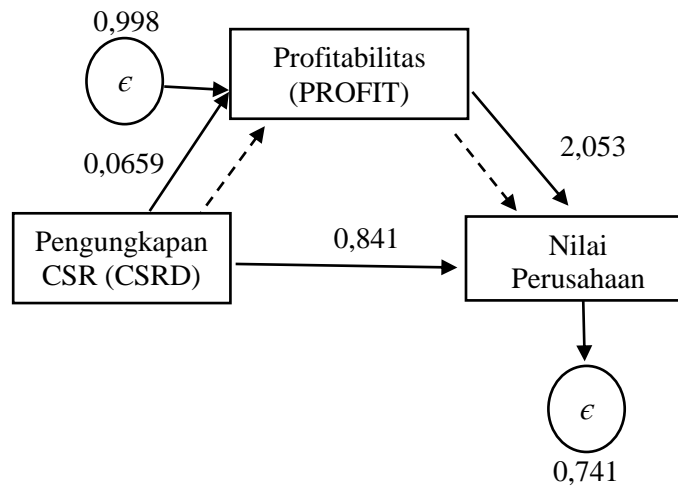 0,998
ϵ
Profitabilitas
(PROFIT)
0,0659
2,053
Pengungkapan
CSR (CSRD)
0,841
Nilai
Perusahaan
ϵ
0,741